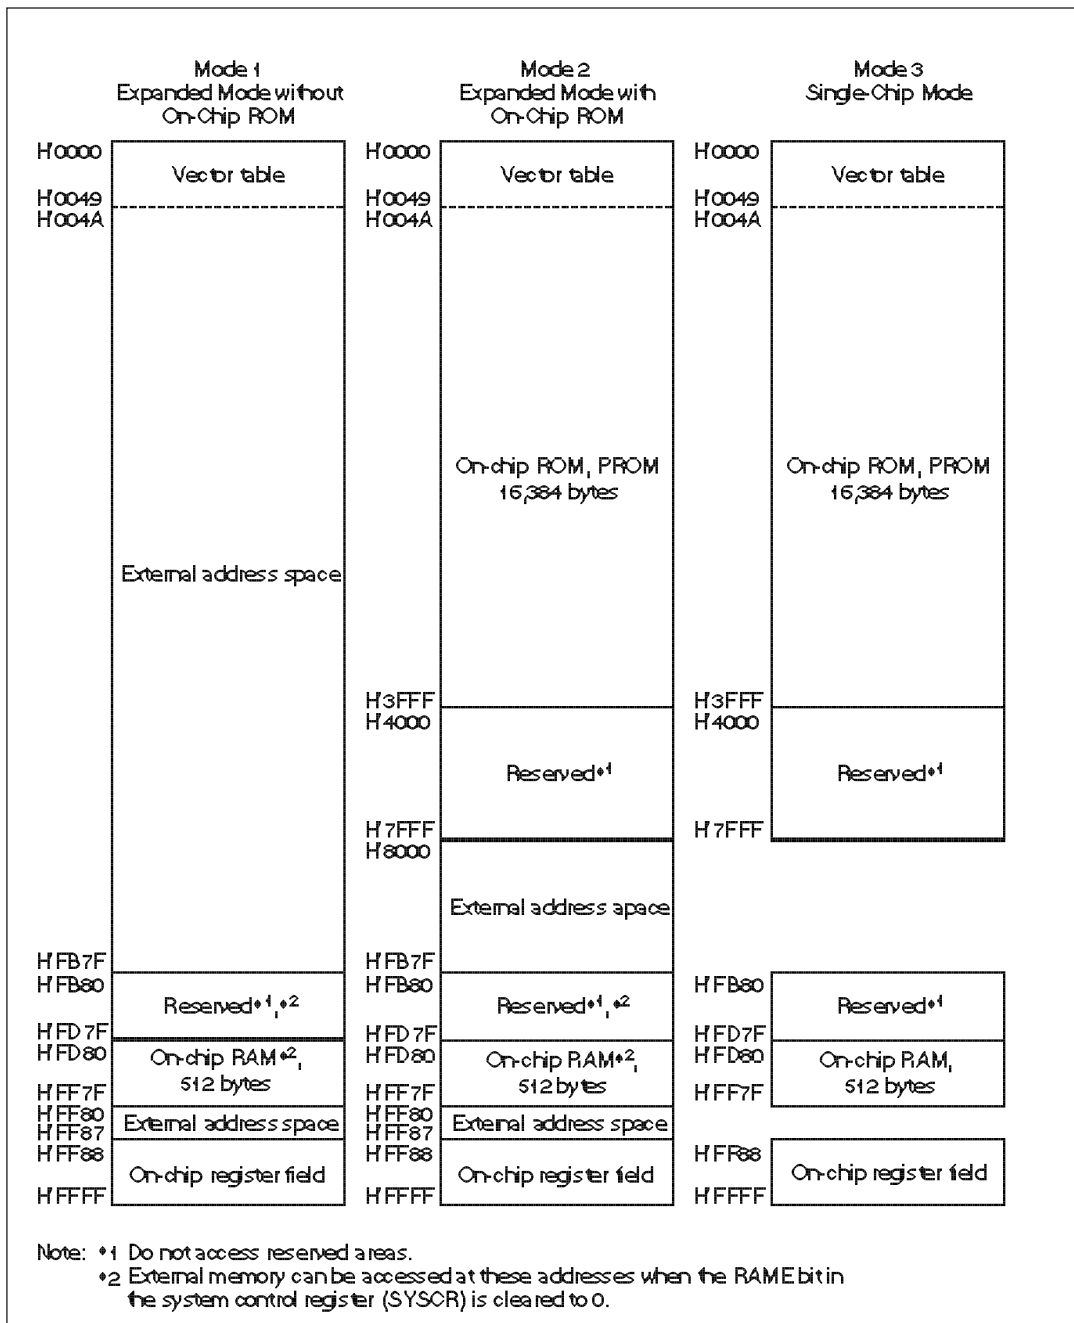 Mode 1
Expanded Mode without
On-Chip ROM
H'0000
Vector table
H'0049
H'004A
External address space
H'FB7F
H'FB80
Reserved*1,*2
H'FD7F
H'FD80
On-chip RAM*2,
512 bytes
H'FF7F
H'FF80
External address space
H'FF87
H'FF88
On-chip register field
H'FFFF
Mode 2
Expanded Mode with
On-Chip ROM
H'0000
Vector table
H'0049
H'004A
On-chip ROM, PROM
16,384 bytes
H'3FFF
H'4000
Reserved*1
H'7FFF
H'8000
External address apace
H'FB7F
H'FB80
Reserved*1,*2
H'FD7F
H'FD80
On-chip RAM*2,
512 bytes
H'FF7F
H'FF80
External address space
H'FF87
H'FF88
On-chip register field
H'FFFF
Mode 3
Single-Chip Mode
H'0000
Vector table
H'0049
H'004A
On-chip ROM, PROM
16,384 bytes
H'3FFF
H'4000
Reserved*1
H'7FFF
H'FB80
Reserved*1
H'FD7F
H'FD80
On-chip RAM,
512 bytes
H'FF7F
H'FF88
On-chip register field
H'FFFF
Note: *1 Do not access reserved areas.
*2 External memory can be accessed at these addresses when the RAME bit in
the system control register (SYSCR) is cleared to 0.